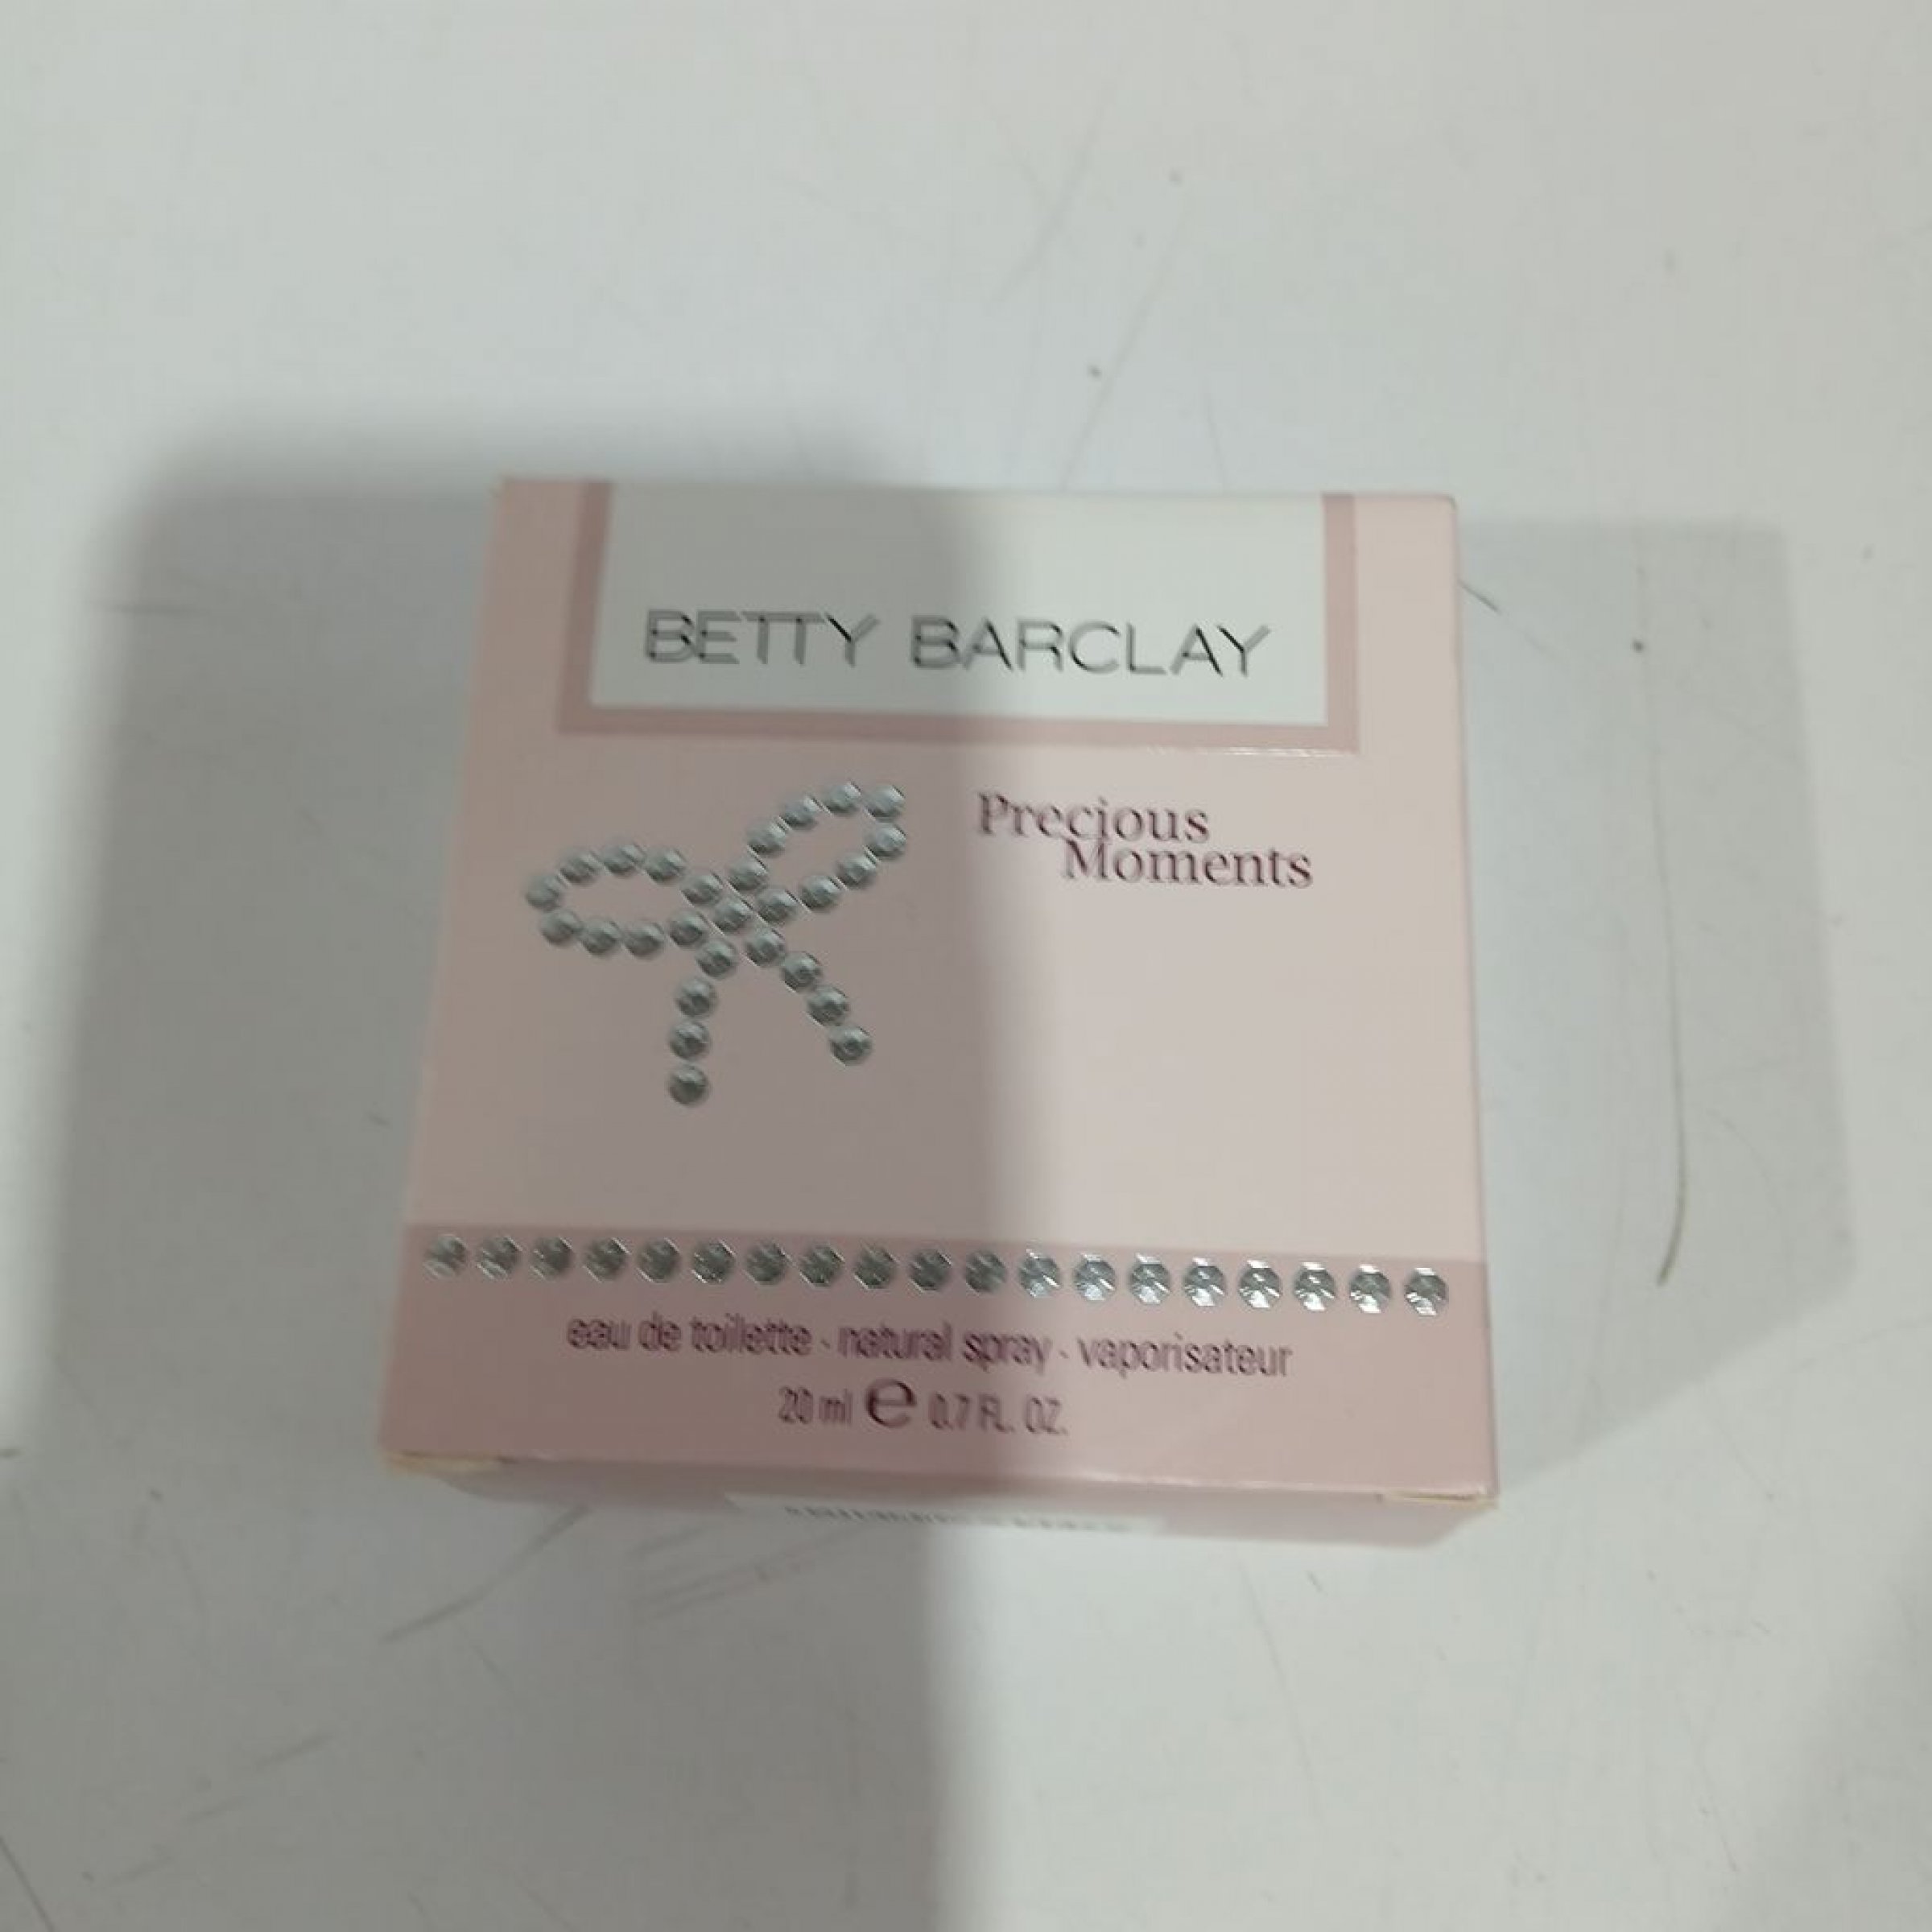 BETTY BARCLAY
Precious
Moments
eau de toilette · natural spray · vaporisateur
20 ml e 0.7 FL. OZ.